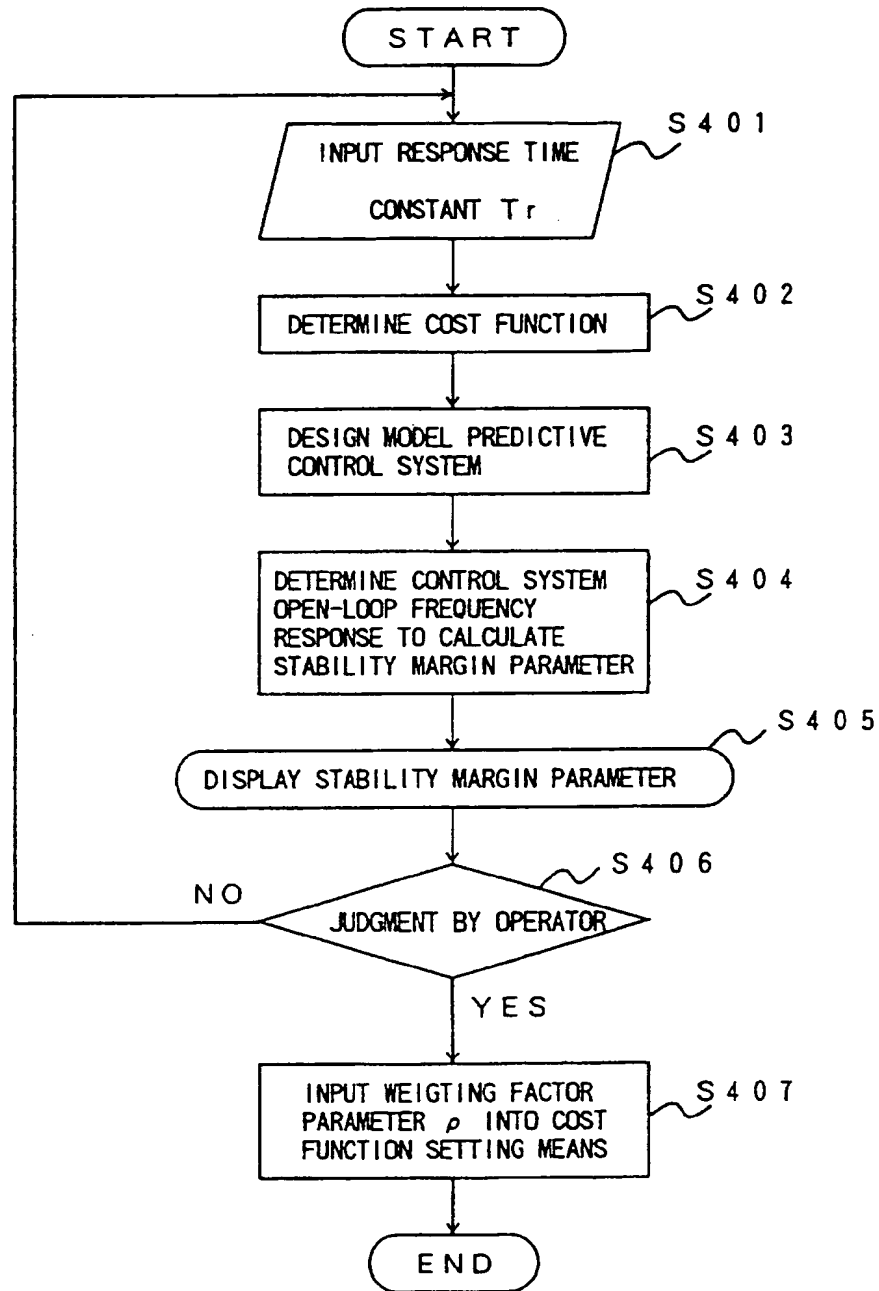 START
S401
INPUT RESPONSE TIME
CONSTANT Tr
S402
DETERMINE COST FUNCTION
S403
DESIGN MODEL PREDICTIVE
CONTROL SYSTEM
S404
DETERMINE CONTROL SYSTEM
OPEN-LOOP FREQUENCY
RESPONSE TO CALCULATE
STABILITY MARGIN PARAMETER
S405
DISPLAY STABILITY MARGIN PARAMETER
S406
NO
JUDGMENT BY OPERATOR
YES
S407
INPUT WEIGTING FACTOR
PARAMETER ρ INTO COST
FUNCTION SETTING MEANS
END